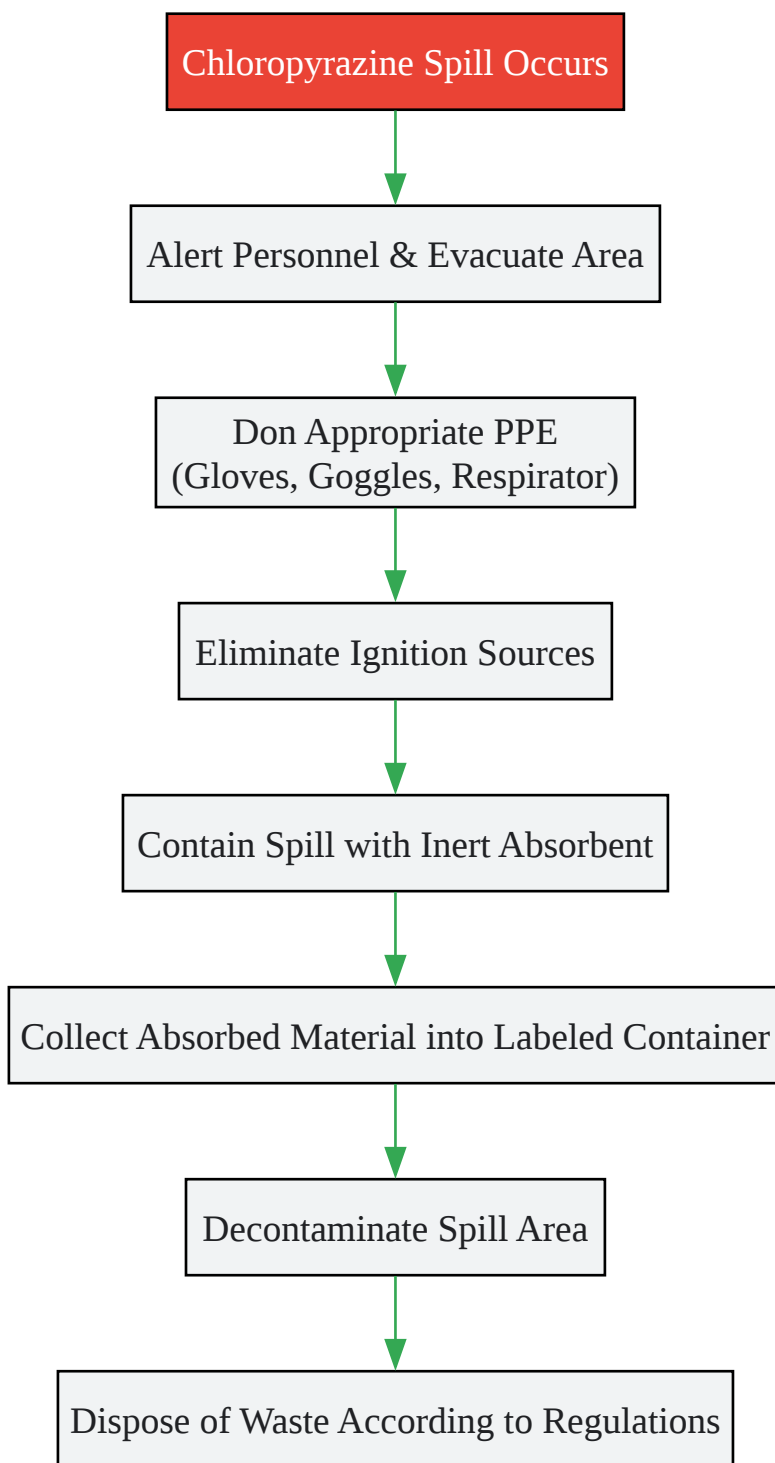 Chloropyrazine Spill Occurs
Alert Personnel & Evacuate Area
Don Appropriate PPE
(Gloves, Goggles, Respirator)
Eliminate Ignition Sources
Contain Spill with Inert Absorbent
Collect Absorbed Material into Labeled Container
Decontaminate Spill Area
Dispose of Waste According to Regulations